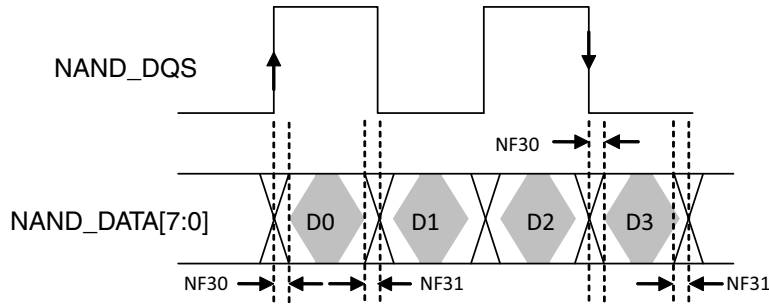 NAND_DQS
NF30
NAND_DATA[7:0]
D0 D1 D2 D3
NF30 NF31 NF31